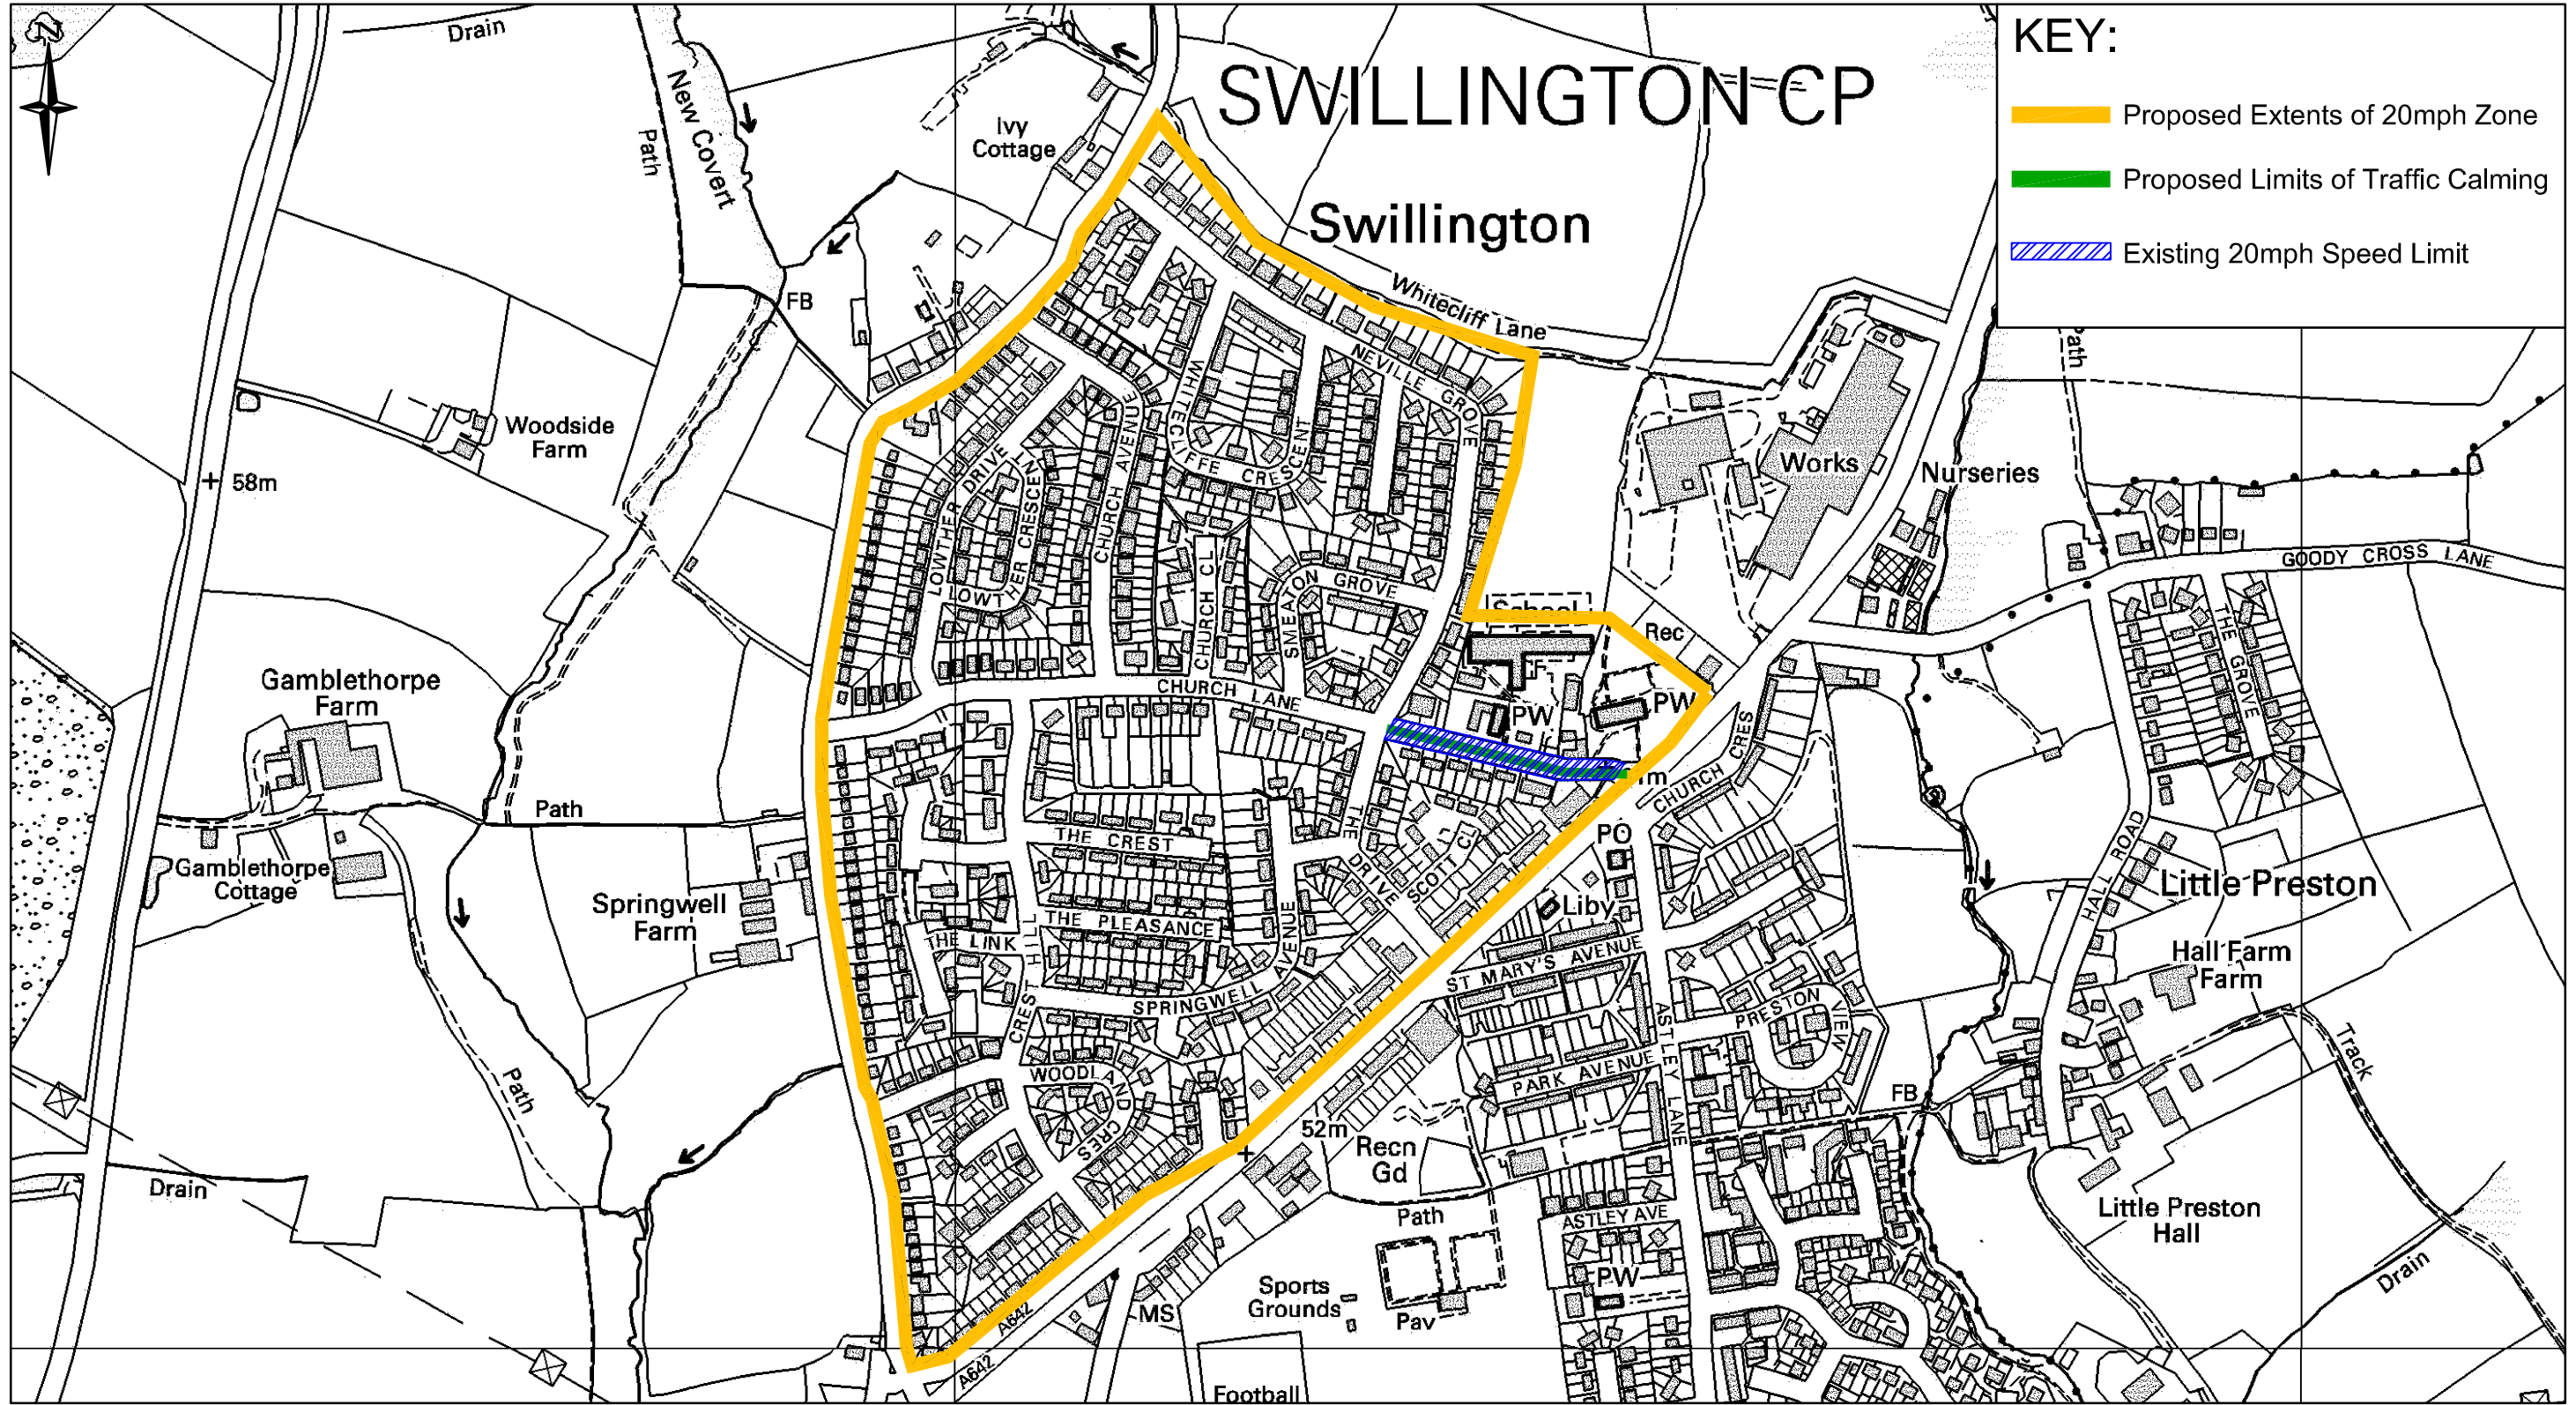 KEY:
Proposed Extents of 20mph Zone
Proposed Limits of Traffic Calming
Existing 20mph Speed Limit
N
Drain
New Covert
Path
Ivy
Cottage
SWILLINGTON CP
Swillington
Whitecliff Lane
FB
Path
Woodside
Farm
58m
Works
Nurseries
GOODY CROSS LANE
THE GROVE
NEVILLE GROVE
WHITECLIFFE CRESCENT
CHURCH AVENUE
LOWTHER DRIVE
LOWTHER CRESCENT
CHURCH CL
SMEATON GROVE
School
Rec
PW
PW
CHURCH LANE
Gamblethorpe
Farm
Path
Gamblethorpe
Cottage
Springwell
Farm
THE CREST
THE DRIVE
SCOTT CL
CHURCH CRES
PO
Liby
THE PLEASANCE
THE LINK
CREST HILL
SPRINGWELL AVENUE
ST MARY'S AVENUE
HALL ROAD
Little Preston
Hall Farm
Farm
PRESTON VIEW
ASTLEY LANE
PARK AVENUE
WOODLAND CRES
Path
Track
FB
52m
Recn
Gd
Drain
Path
ASTLEY AVE
Little Preston
Hall
PW
Sports
Grounds
Pav
MS
A642
A642
Drain
Football